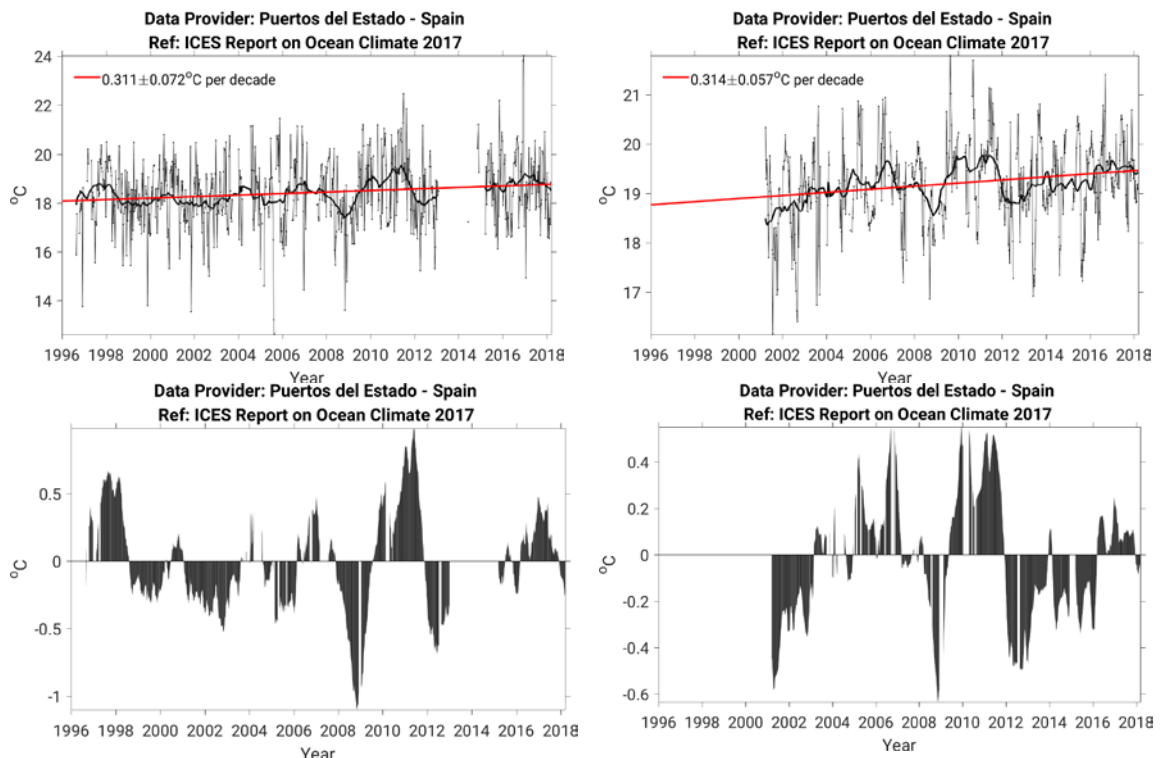 Data Provider: Puertos del Estado - Spain
Ref: ICES Report on Ocean Climate 2017
0.311±0.072°C per decade
24
22
20
18
16
14
°C
1996 1998 2000 2002 2004 2006 2008 2010 2012 2014 2016 2018
Year
Data Provider: Puertos del Estado - Spain
Ref: ICES Report on Ocean Climate 2017
0.314±0.057°C per decade
21
20
19
18
17
°C
1996 1998 2000 2002 2004 2006 2008 2010 2012 2014 2016 2018
Year
Data Provider: Puertos del Estado - Spain
Ref: ICES Report on Ocean Climate 2017
0.5
0
-0.5
-1
°C
1996 1998 2000 2002 2004 2006 2008 2010 2012 2014 2016 2018
Year
Data Provider: Puertos del Estado - Spain
Ref: ICES Report on Ocean Climate 2017
0.4
0.2
0
-0.2
-0.4
-0.6
°C
1996 1998 2000 2002 2004 2006 2008 2010 2012 2014 2016 2018
Year